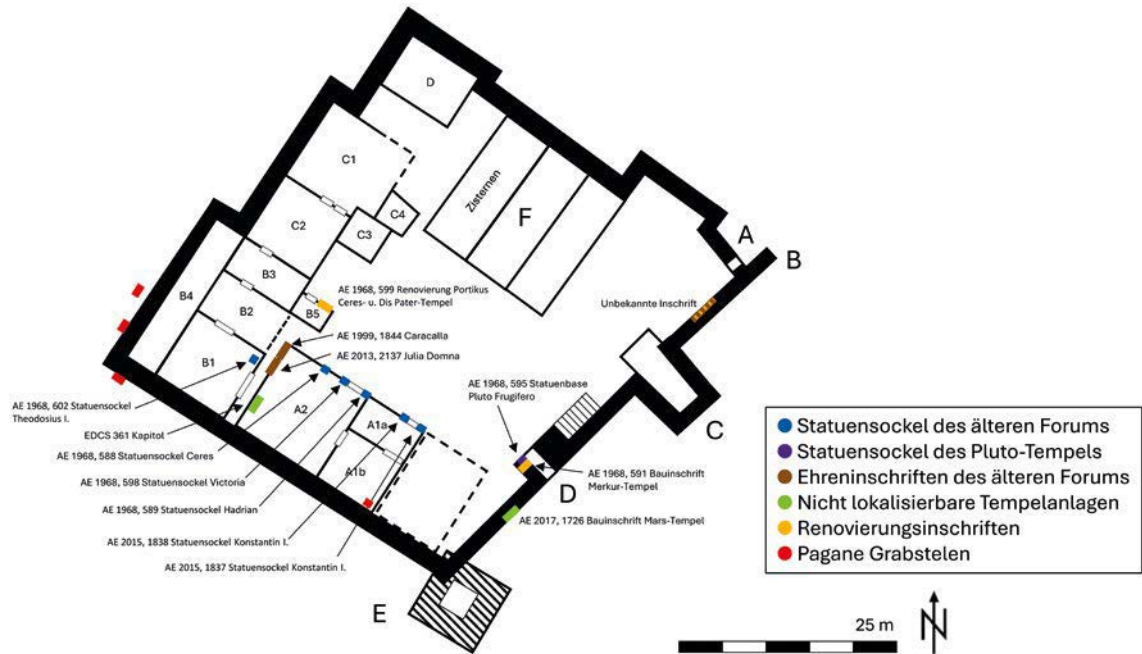 D
C1
Zisternen
F
C4
C2
C3
A
B
B3
Unbekannte Inschrift
AE 1968, 599 Renovierung Portikus
Ceres- u. Dis Pater-Tempel
B4
B2
B5
AE 1999, 1844 Caracalla
AE 2013, 2137 Julia Domna
B1
AE 1968, 595 Statuenbase
Pluto Frugifero
AE 1968, 602 Statuensockel
Theodosius I.
A2
A1a
C
EDCS 361 Kapitol
AE 1968, 588 Statuensockel Ceres
A1b
AE 1968, 591 Bauinschrift
Merkur-Tempel
AE 1968, 598 Statuensockel Victoria
D
AE 1968, 589 Statuensockel Hadrian
AE 2017, 1726 Bauinschrift Mars-Tempel
AE 2015, 1838 Statuensockel Konstantin I.
AE 2015, 1837 Statuensockel Konstantin I.
E
Statuensockel des älteren Forums
Statuensockel des Pluto-Tempels
Ehreninschriften des älteren Forums
Nicht lokalisierbare Tempelanlagen
Renovierungsinschriften
Pagane Grabstelen
25 m
N